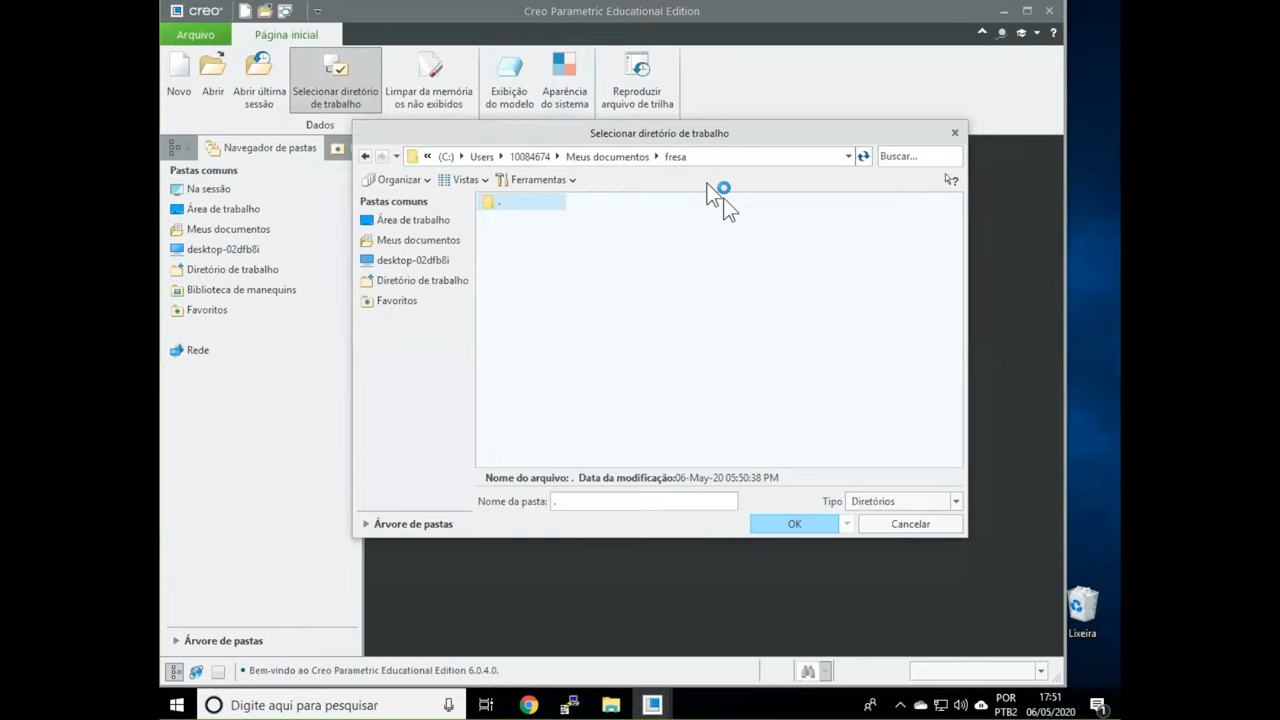 creo
Creo Parametric Educational Edition
Arquivo
Página inicial
Novo
Abrir
Abrir última
sessão
Selecionar diretório
de trabalho
Limpar da memória
os não exibidos
Exibição
do modelo
Aparência
do sistema
Reproduzir
arquivo de trilha
Dados
Navegador de pastas
Pastas comuns
Na sessão
Área de trabalho
Meus documentos
desktop-02dfb8i
Diretório de trabalho
Biblioteca de manequins
Favoritos
Rede
Árvore de pastas
Selecionar diretório de trabalho
(C:) Users 10084674 Meus documentos fresa
Buscar...
Organizar Vistas Ferramentas
Pastas comuns
Área de trabalho
Meus documentos
desktop-02dfb8i
Diretório de trabalho
Favoritos
.
Nome do arquivo: . Data da modificação:06-May-20 05:50:38 PM
Nome da pasta: .
Tipo Diretórios
Árvore de pastas
OK
Cancelar
• Bem-vindo ao Creo Parametric Educational Edition 6.0.4.0.
Lixeira
Digite aqui para pesquisar
POR
PTB2
17:51
06/05/2020
1